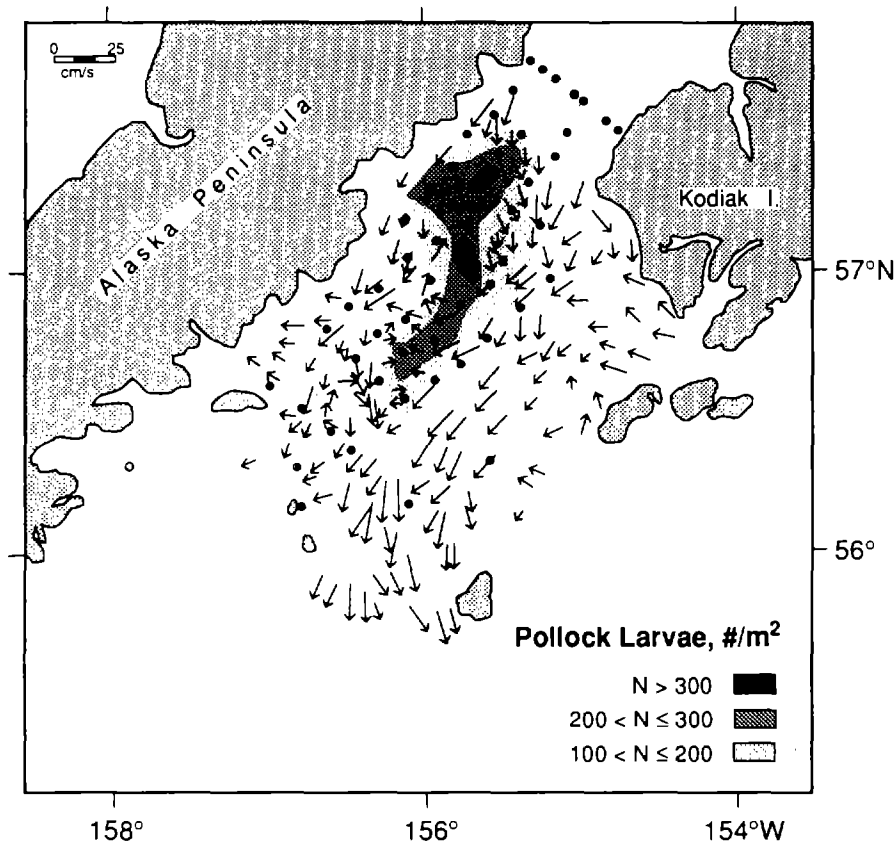 0 25
cm/s
Alaska Peninsula
Kodiak I.
57°N
56°
Pollock Larvae, #/m²
N > 300
200 < N ≤ 300
100 < N ≤ 200
158° 156° 154°W